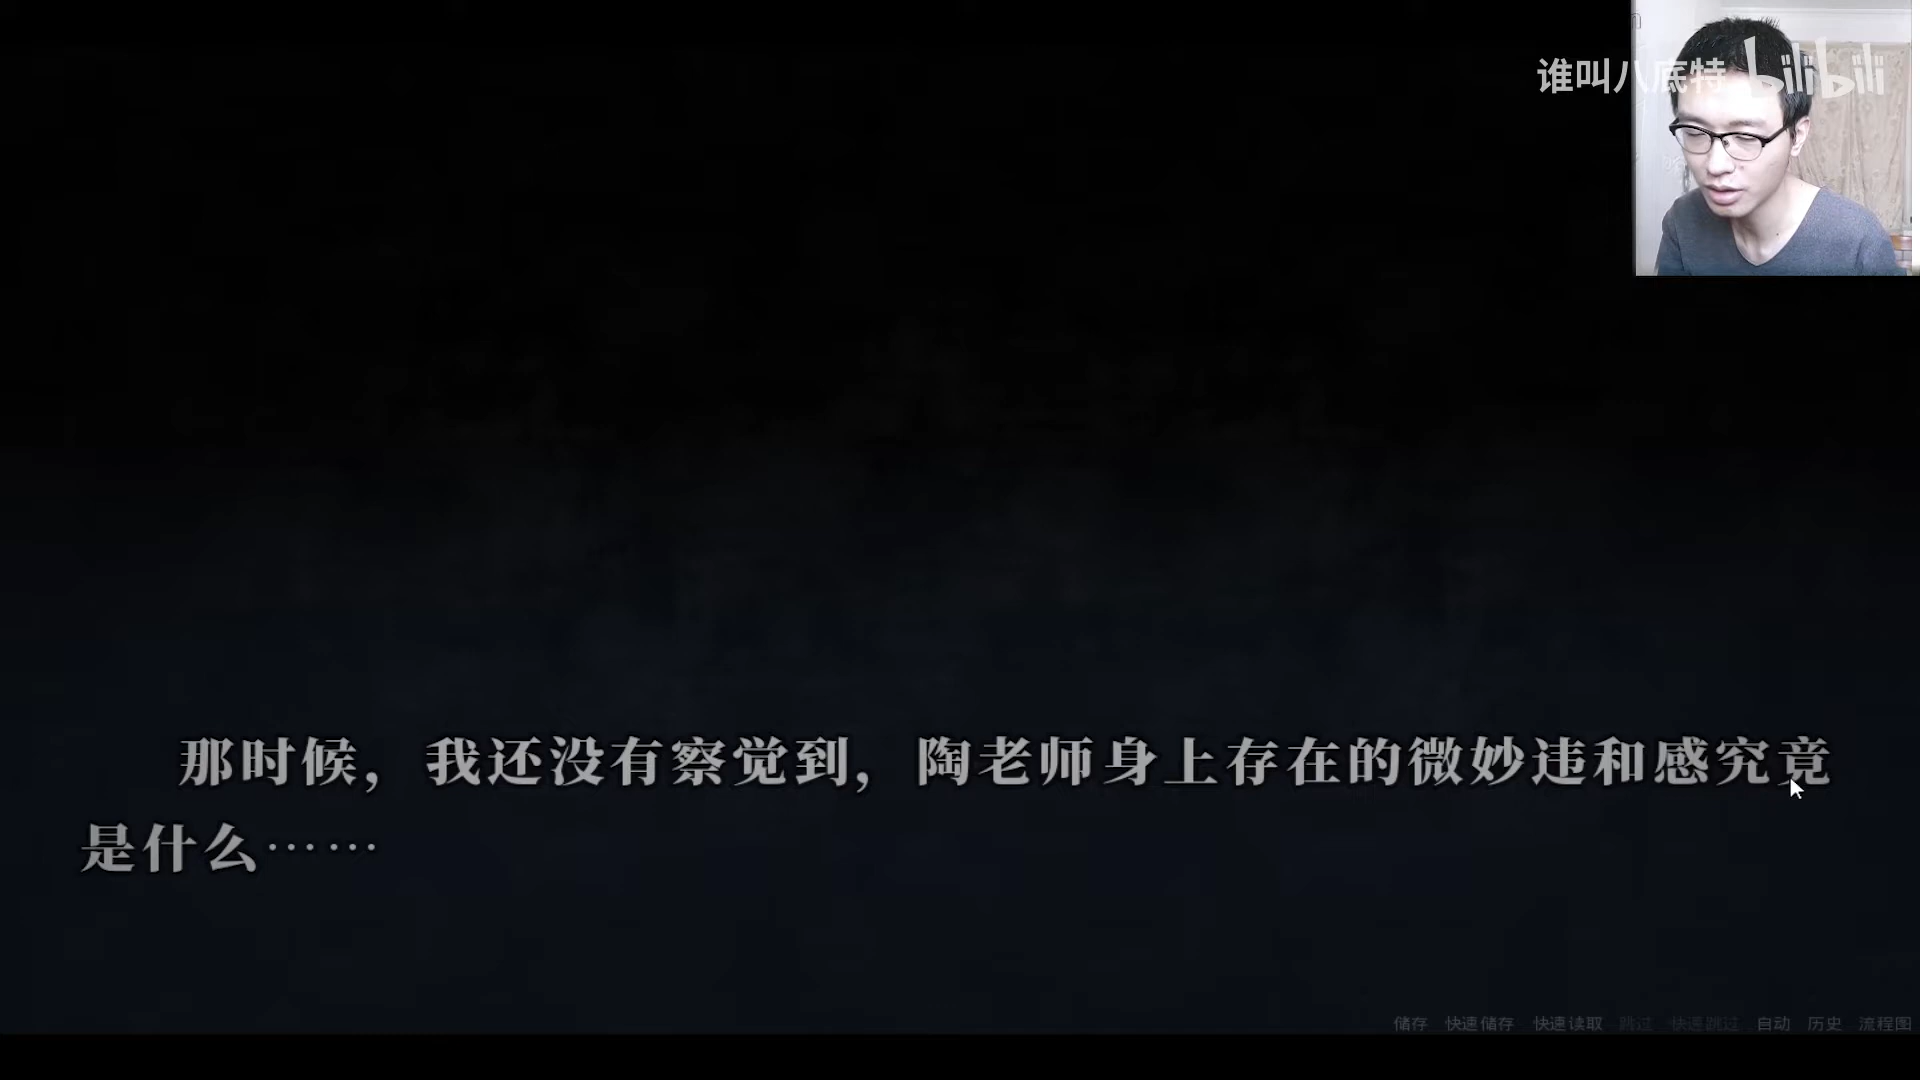 谁叫八底特 bilibili
那时候，我还没有察觉到，陶老师身上存在的微妙违和感究竟
是什么……
储存 快速储存 快速读取 跳过 快速跳过 自动 历史 流程图